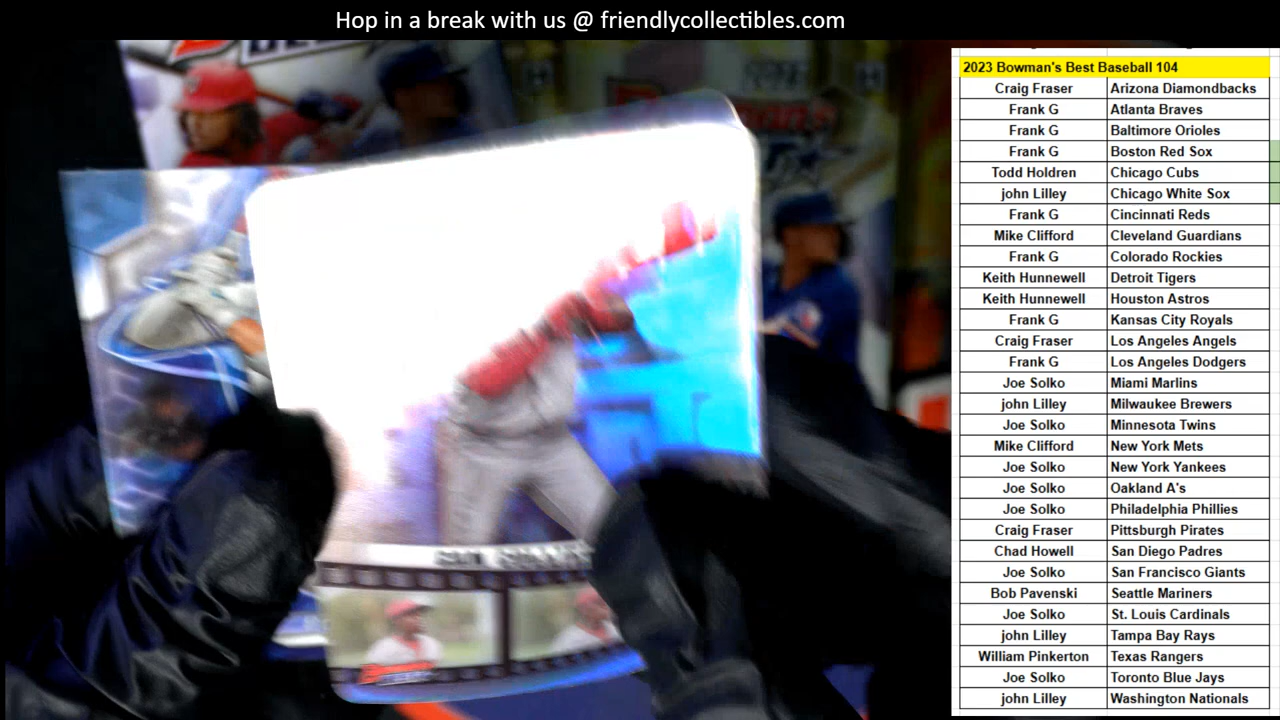 Hop in a break with us @ friendlycollectibles.com
2023 Bowman's Best Baseball 104
Craig Fraser Arizona Diamondbacks
Frank G Atlanta Braves
Frank G Baltimore Orioles
Frank G Boston Red Sox
Todd Holdren Chicago Cubs
john Lilley Chicago White Sox
Frank G Cincinnati Reds
Mike Clifford Cleveland Guardians
Frank G Colorado Rockies
Keith Hunnewell Detroit Tigers
Keith Hunnewell Houston Astros
Frank G Kansas City Royals
Craig Fraser Los Angeles Angels
Frank G Los Angeles Dodgers
Joe Solko Miami Marlins
john Lilley Milwaukee Brewers
Joe Solko Minnesota Twins
Mike Clifford New York Mets
Joe Solko New York Yankees
Joe Solko Oakland A's
Joe Solko Philadelphia Phillies
Craig Fraser Pittsburgh Pirates
Chad Howell San Diego Padres
Joe Solko San Francisco Giants
Bob Pavenski Seattle Mariners
Joe Solko St. Louis Cardinals
john Lilley Tampa Bay Rays
William Pinkerton Texas Rangers
Joe Solko Toronto Blue Jays
john Lilley Washington Nationals